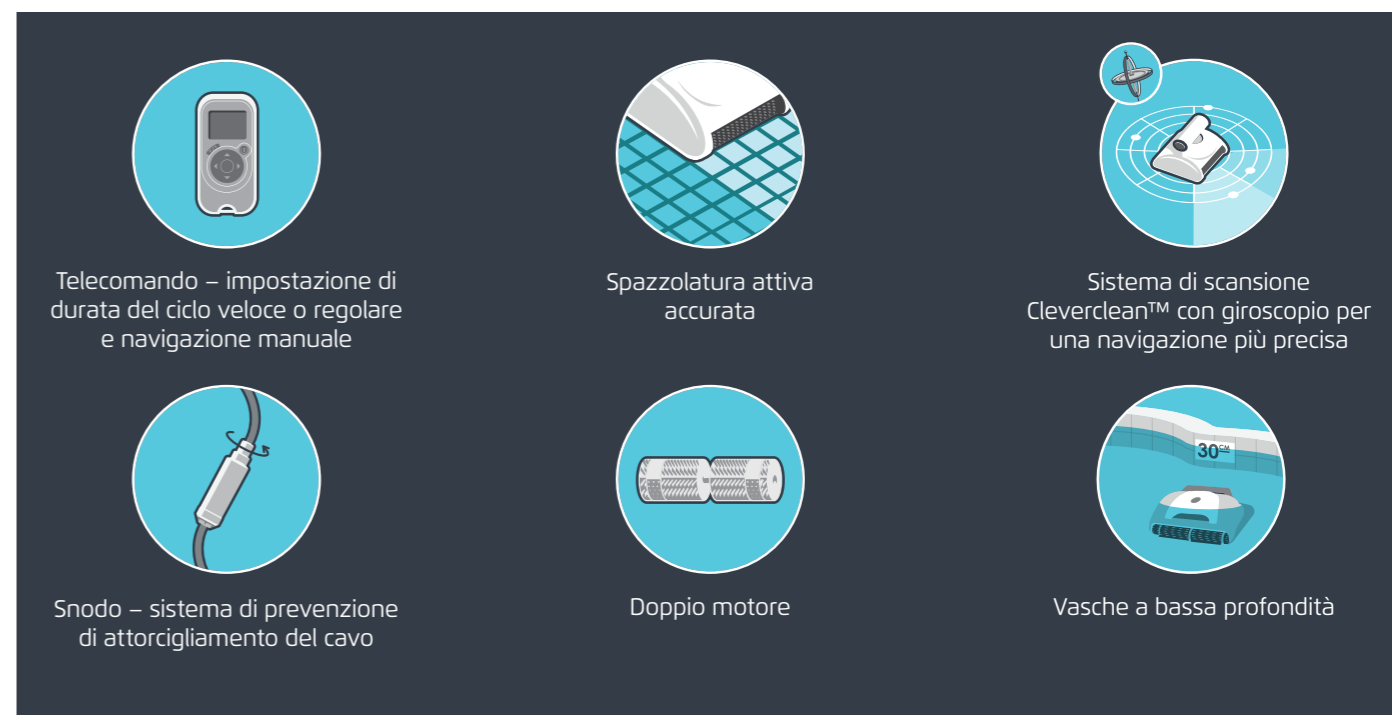 Telecomando – impostazione di
durata del ciclo veloce o regolare
e navigazione manuale
Spazzolatura attiva
accurata
Sistema di scansione
Cleverclean™ con giroscopio per
una navigazione più precisa
Snodo – sistema di prevenzione
di attorcigliamento del cavo
Doppio motore
30CM
Vasche a bassa profondità